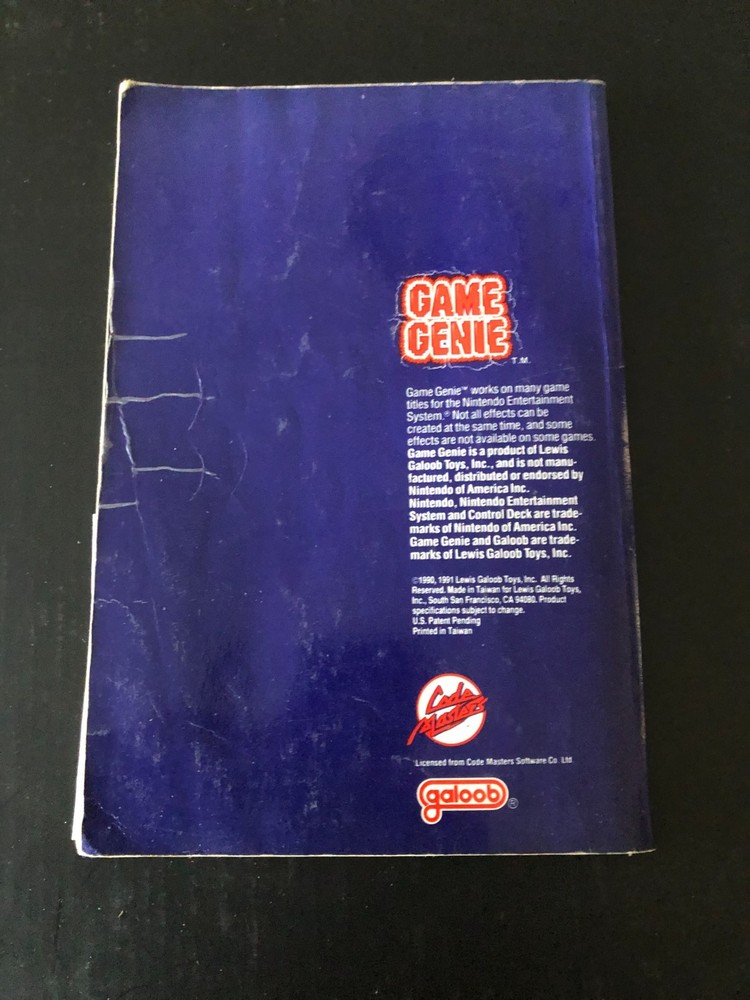 GAME
GENIE
T.M.
Game Genie™ works on many game
titles for the Nintendo Entertainment
System.® Not all effects can be
created at the same time, and some
effects are not available on some games.
Game Genie is a product of Lewis
Galoob Toys, Inc., and is not manu-
factured, distributed or endorsed by
Nintendo of America Inc.
Nintendo, Nintendo Entertainment
System and Control Deck are trade-
marks of Nintendo of America Inc.
Game Genie and Galoob are trade-
marks of Lewis Galoob Toys, Inc.
©1990, 1991 Lewis Galoob Toys, Inc. All Rights
Reserved. Made in Taiwan for Lewis Galoob Toys,
Inc., South San Francisco, CA 94080. Product
specifications subject to change.
U.S. Patent Pending
Printed in Taiwan
Code
Masters
Licensed from Code Masters Software Co. Ltd.
galoob®